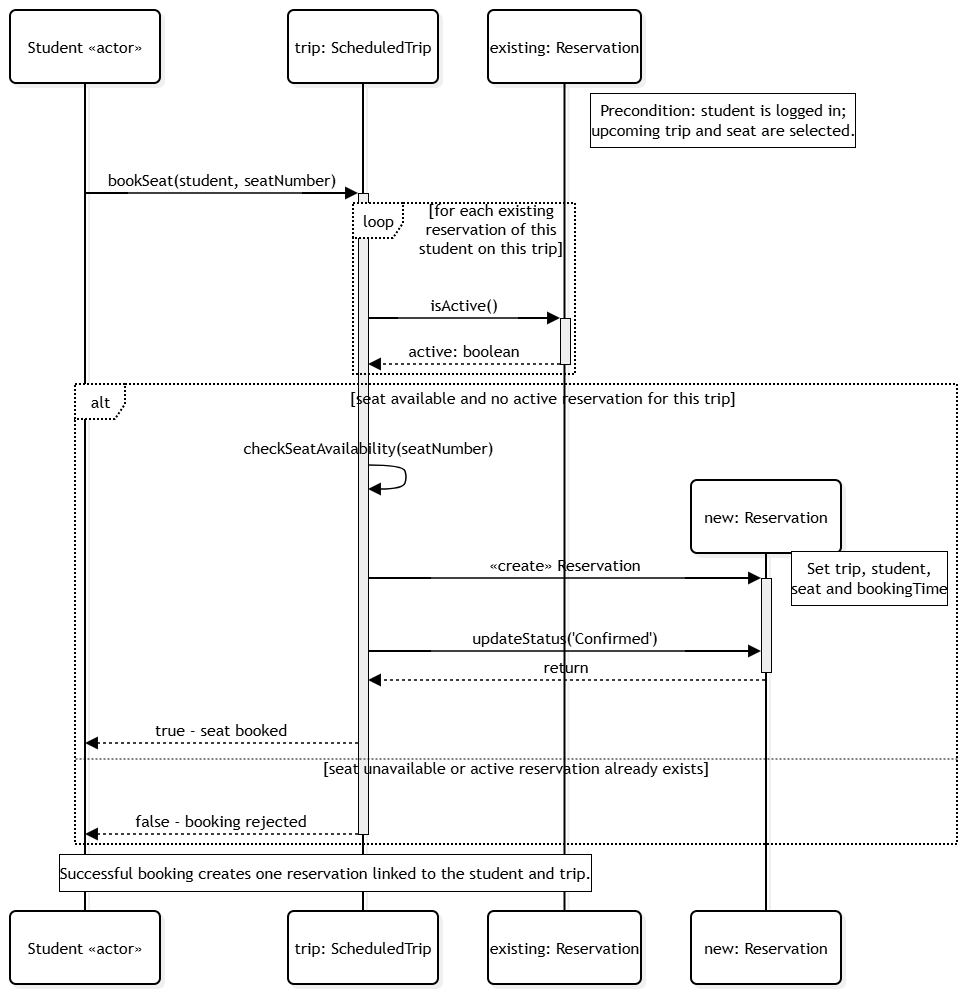 Student «actor»
trip: ScheduledTrip
existing: Reservation
Precondition: student is logged in;
upcoming trip and seat are selected.
bookSeat(student, seatNumber)
loop
[for each existing
reservation of this
student on this trip]
isActive()
active: boolean
alt
[seat available and no active reservation for this trip]
checkSeatAvailability(seatNumber)
new: Reservation
«create» Reservation
Set trip, student,
seat and bookingTime
updateStatus('Confirmed')
return
true - seat booked
[seat unavailable or active reservation already exists]
false - booking rejected
Successful booking creates one reservation linked to the student and trip.
Student «actor»
trip: ScheduledTrip
existing: Reservation
new: Reservation